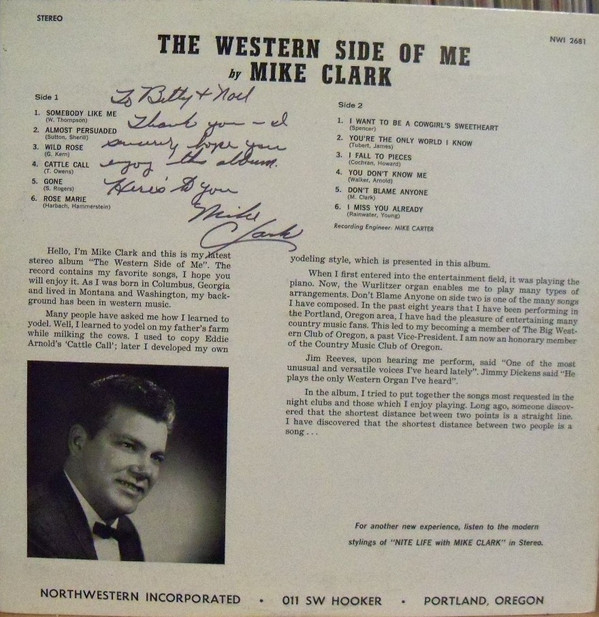 STEREO
NWI 2681
THE WESTERN SIDE OF ME
by MIKE CLARK
Side 1
1. SOMEBODY LIKE ME
(W. Thompson)
2. ALMOST PERSUADED
(Sutton, Sherill)
3. WILD ROSE
(G. Kern)
4. CATTLE CALL
(T. Owens)
5. GONE
(S. Rogers)
6. ROSE MARIE
(Harbach, Hammerstein)
To Betty & Noel
Thank you - I
sincerely hope you
enjoy this album.
Here's to you
Mike
Clark
Side 2
1. I WANT TO BE A COWGIRL'S SWEETHEART
(Spencer)
2. YOU'RE THE ONLY WORLD I KNOW
(Tubert, James)
3. I FALL TO PIECES
(Cochran, Howard)
4. YOU DON'T KNOW ME
(Walker, Arnold)
5. DON'T BLAME ANYONE
(M. Clark)
6. I MISS YOU ALREADY
(Rainwater, Young)
Recording Engineer: MIKE CARTER
Hello, I'm Mike Clark and this is my latest
stereo album "The Western Side of Me". The
record contains my favorite songs, I hope you
will enjoy it. As I was born in Columbus, Georgia
and lived in Montana and Washington, my back-
ground has been in western music.
Many people have asked me how I learned to
yodel. Well, I learned to yodel on my father's farm
while milking the cows. I used to copy Eddie
Arnold's 'Cattle Call'; later I developed my own
yodeling style, which is presented in this album.
When I first entered into the entertainment field, it was playing the
piano. Now, the Wurlitzer organ enables me to play many types of
arrangements. Don't Blame Anyone on side two is one of the many songs
I have composed. In the past eight years that I have been performing in
the Portland, Oregon area, I have had the pleasure of entertaining many
country music fans. This led to my becoming a member of The Big West-
ern Club of Oregon, a past Vice-President. I am now an honorary member
of the Country Music Club of Oregon.
Jim Reeves, upon hearing me perform, said "One of the most
unusual and versatile voices I've heard lately". Jimmy Dickens said "He
plays the only Western Organ I've heard".
In the album, I tried to put together the songs most requested in the
night clubs and those which I enjoy playing. Long ago, someone discov-
ered that the shortest distance between two points is a straight line.
I have discovered that the shortest distance between two people is a
song . . .
For another new experience, listen to the modern
stylings of "NITE LIFE with MIKE CLARK" in Stereo.
NORTHWESTERN INCORPORATED • 011 SW HOOKER • PORTLAND, OREGON